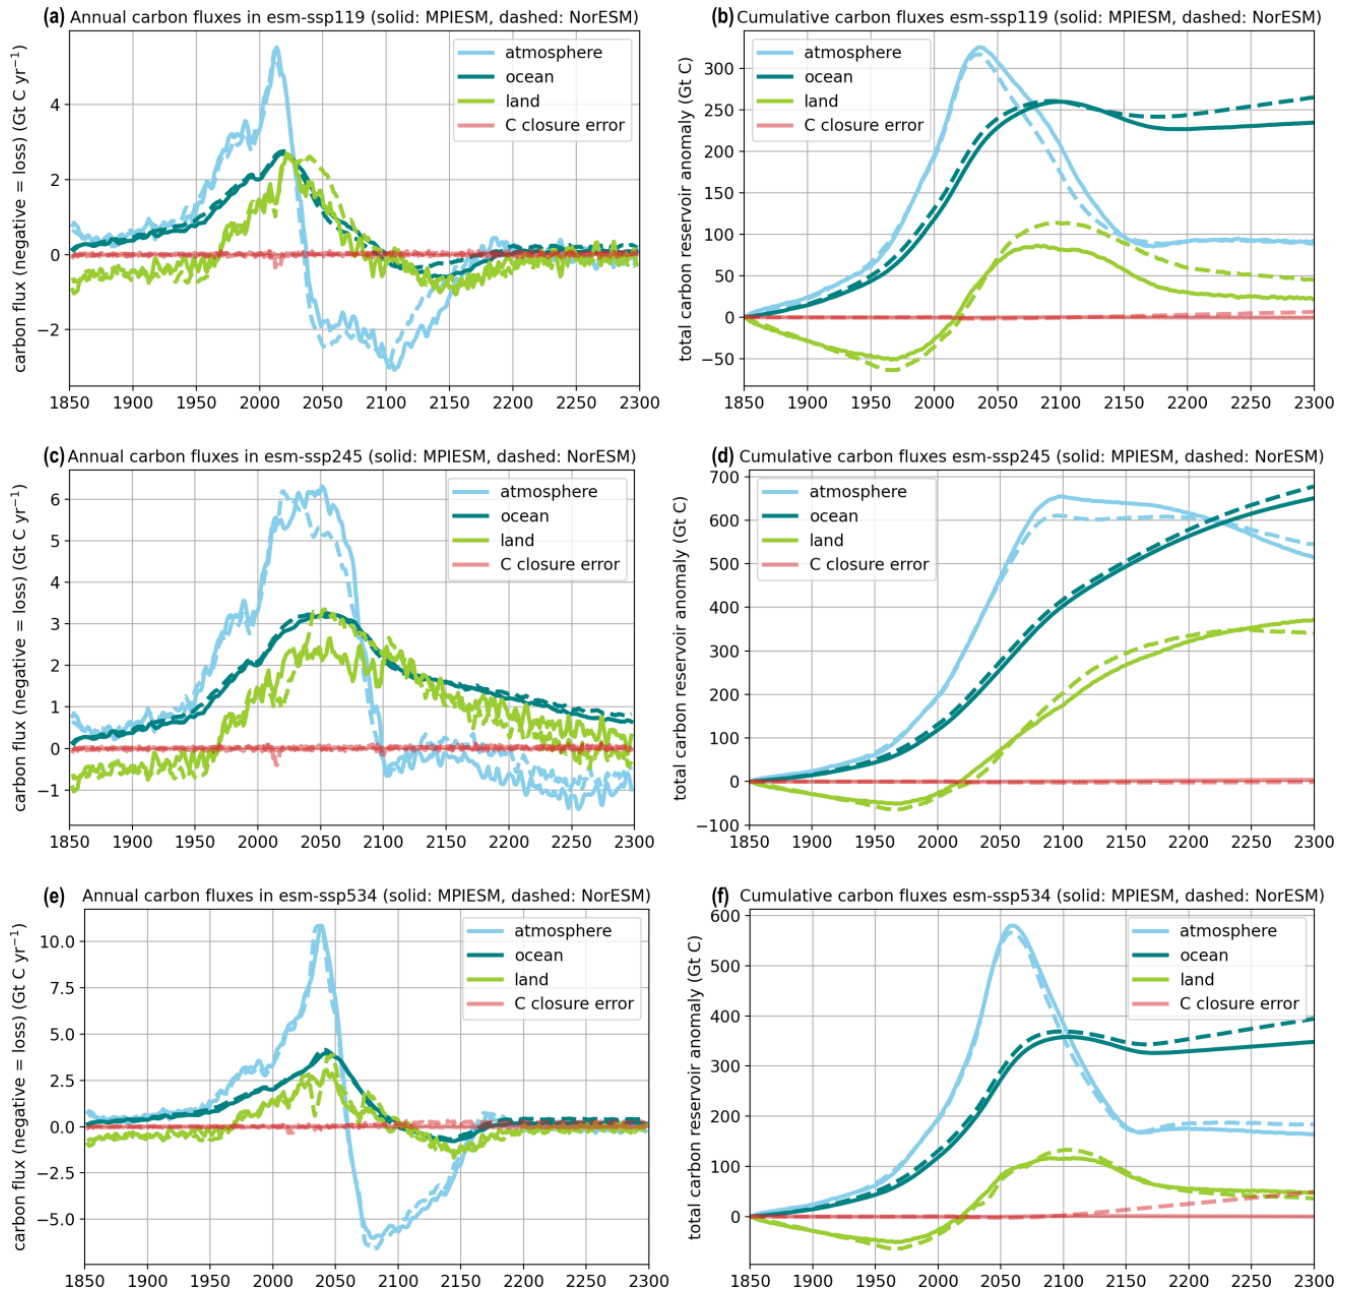 (a) Annual carbon fluxes in esm-ssp119 (solid: MPIESM, dashed: NorESM)
carbon flux (negative = loss) (Gt C yr⁻¹)
4
2
0
−2
atmosphere
ocean
land
C closure error
1850 1900 1950 2000 2050 2100 2150 2200 2250 2300
(b) Cumulative carbon fluxes esm-ssp119 (solid: MPIESM, dashed: NorESM)
total carbon reservoir anomaly (Gt C)
300
250
200
150
100
50
0
−50
atmosphere
ocean
land
C closure error
1850 1900 1950 2000 2050 2100 2150 2200 2250 2300
(c) Annual carbon fluxes in esm-ssp245 (solid: MPIESM, dashed: NorESM)
carbon flux (negative = loss) (Gt C yr⁻¹)
6
5
4
3
2
1
0
−1
atmosphere
ocean
land
C closure error
1850 1900 1950 2000 2050 2100 2150 2200 2250 2300
(d) Cumulative carbon fluxes esm-ssp245 (solid: MPIESM, dashed: NorESM)
total carbon reservoir anomaly (Gt C)
700
600
500
400
300
200
100
0
−100
atmosphere
ocean
land
C closure error
1850 1900 1950 2000 2050 2100 2150 2200 2250 2300
(e) Annual carbon fluxes in esm-ssp534 (solid: MPIESM, dashed: NorESM)
carbon flux (negative = loss) (Gt C yr⁻¹)
10.0
7.5
5.0
2.5
0.0
−2.5
−5.0
atmosphere
ocean
land
C closure error
1850 1900 1950 2000 2050 2100 2150 2200 2250 2300
(f) Cumulative carbon fluxes esm-ssp534 (solid: MPIESM, dashed: NorESM)
total carbon reservoir anomaly (Gt C)
600
500
400
300
200
100
0
atmosphere
ocean
land
C closure error
1850 1900 1950 2000 2050 2100 2150 2200 2250 2300